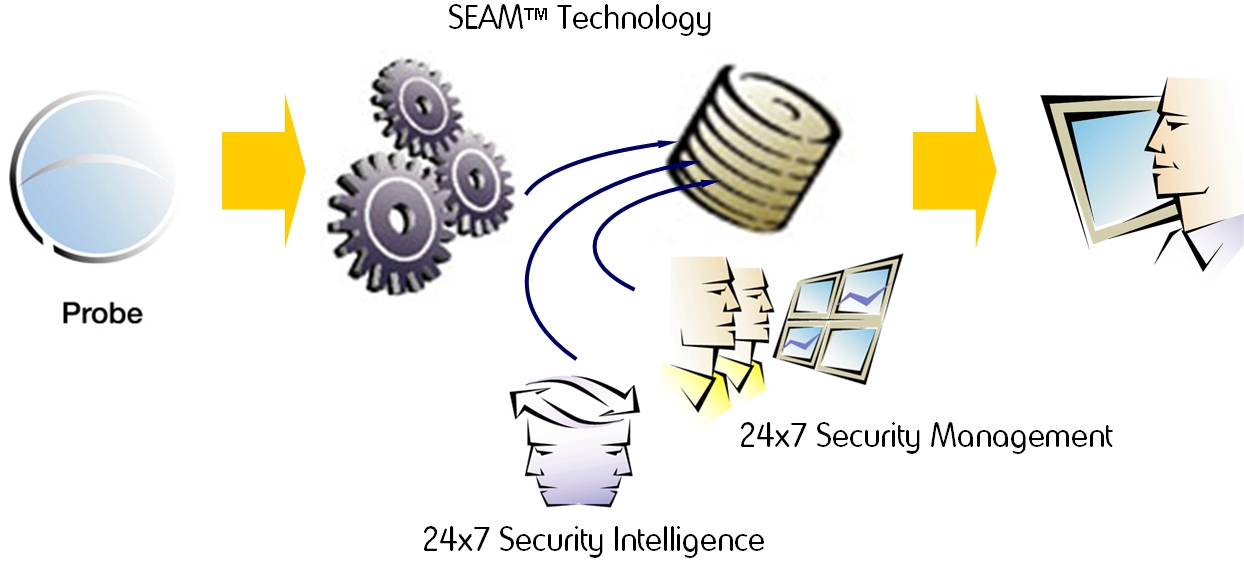 SEAM™ Technology
Probe
24x7 Security Management
24x7 Security Intelligence